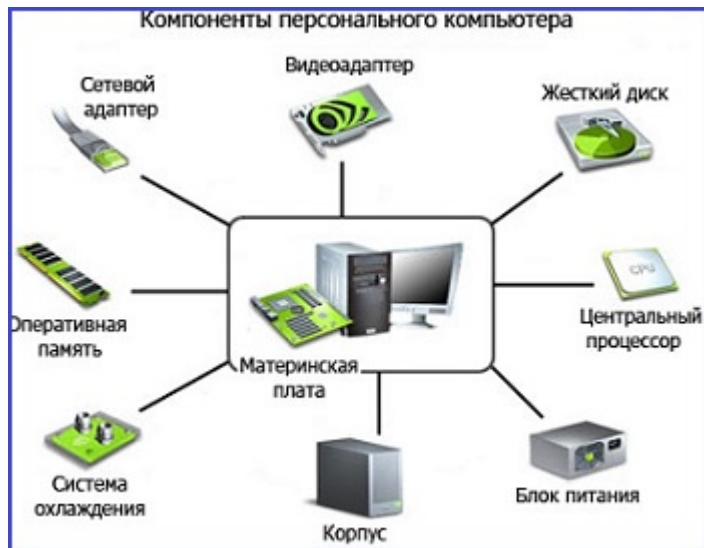 Компоненты персонального компьютера
Сетевой
адаптер
Видеоадаптер
Жесткий диск
Оперативная
память
CPU
Центральный
процессор
Материнская
плата
Система
охлаждения
Корпус
Блок питания